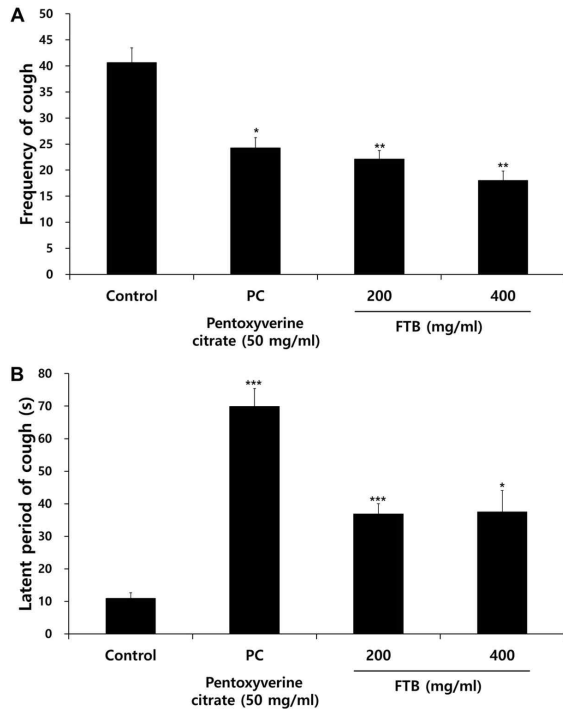 A
50
45
40
35
30
25
20
15
10
5
0
Frequency of cough
*
**
**
Control PC 200 400
Pentoxyverine
citrate (50 mg/ml)
FTB (mg/ml)
B
80
70
60
50
40
30
20
10
0
Latent period of cough (s)
***
***
*
Control PC 200 400
Pentoxyverine
citrate (50 mg/ml)
FTB (mg/ml)